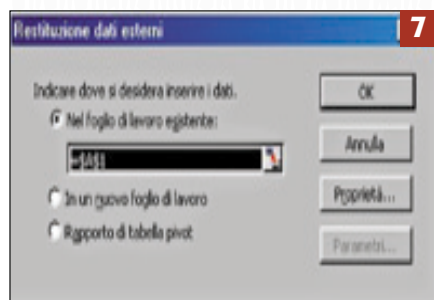 Restituzione dati esterni
7
Indicare dove si desidera inserire i dati.
Nel foglio di lavoro esistente:
=$A$1
In un nuovo foglio di lavoro
Rapporto di tabella pivot
OK
Annulla
Proprietà...
Parametri...